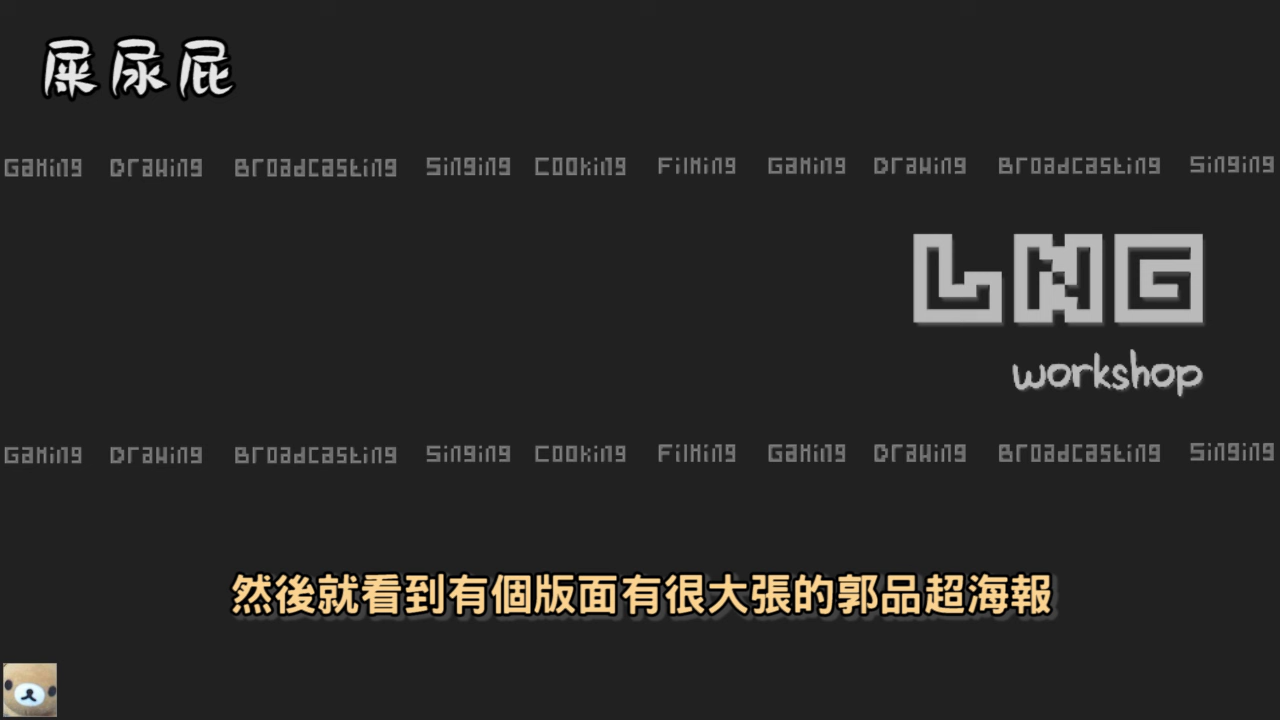 屎尿屁
Gaming Drawing Broadcasting Singing Cooking Filming Gaming Drawing Broadcasting Singing
LNG
workshop
Gaming Drawing Broadcasting Singing Cooking Filming Gaming Drawing Broadcasting Singing
然後就看到有個版面有很大張的郭品超海報